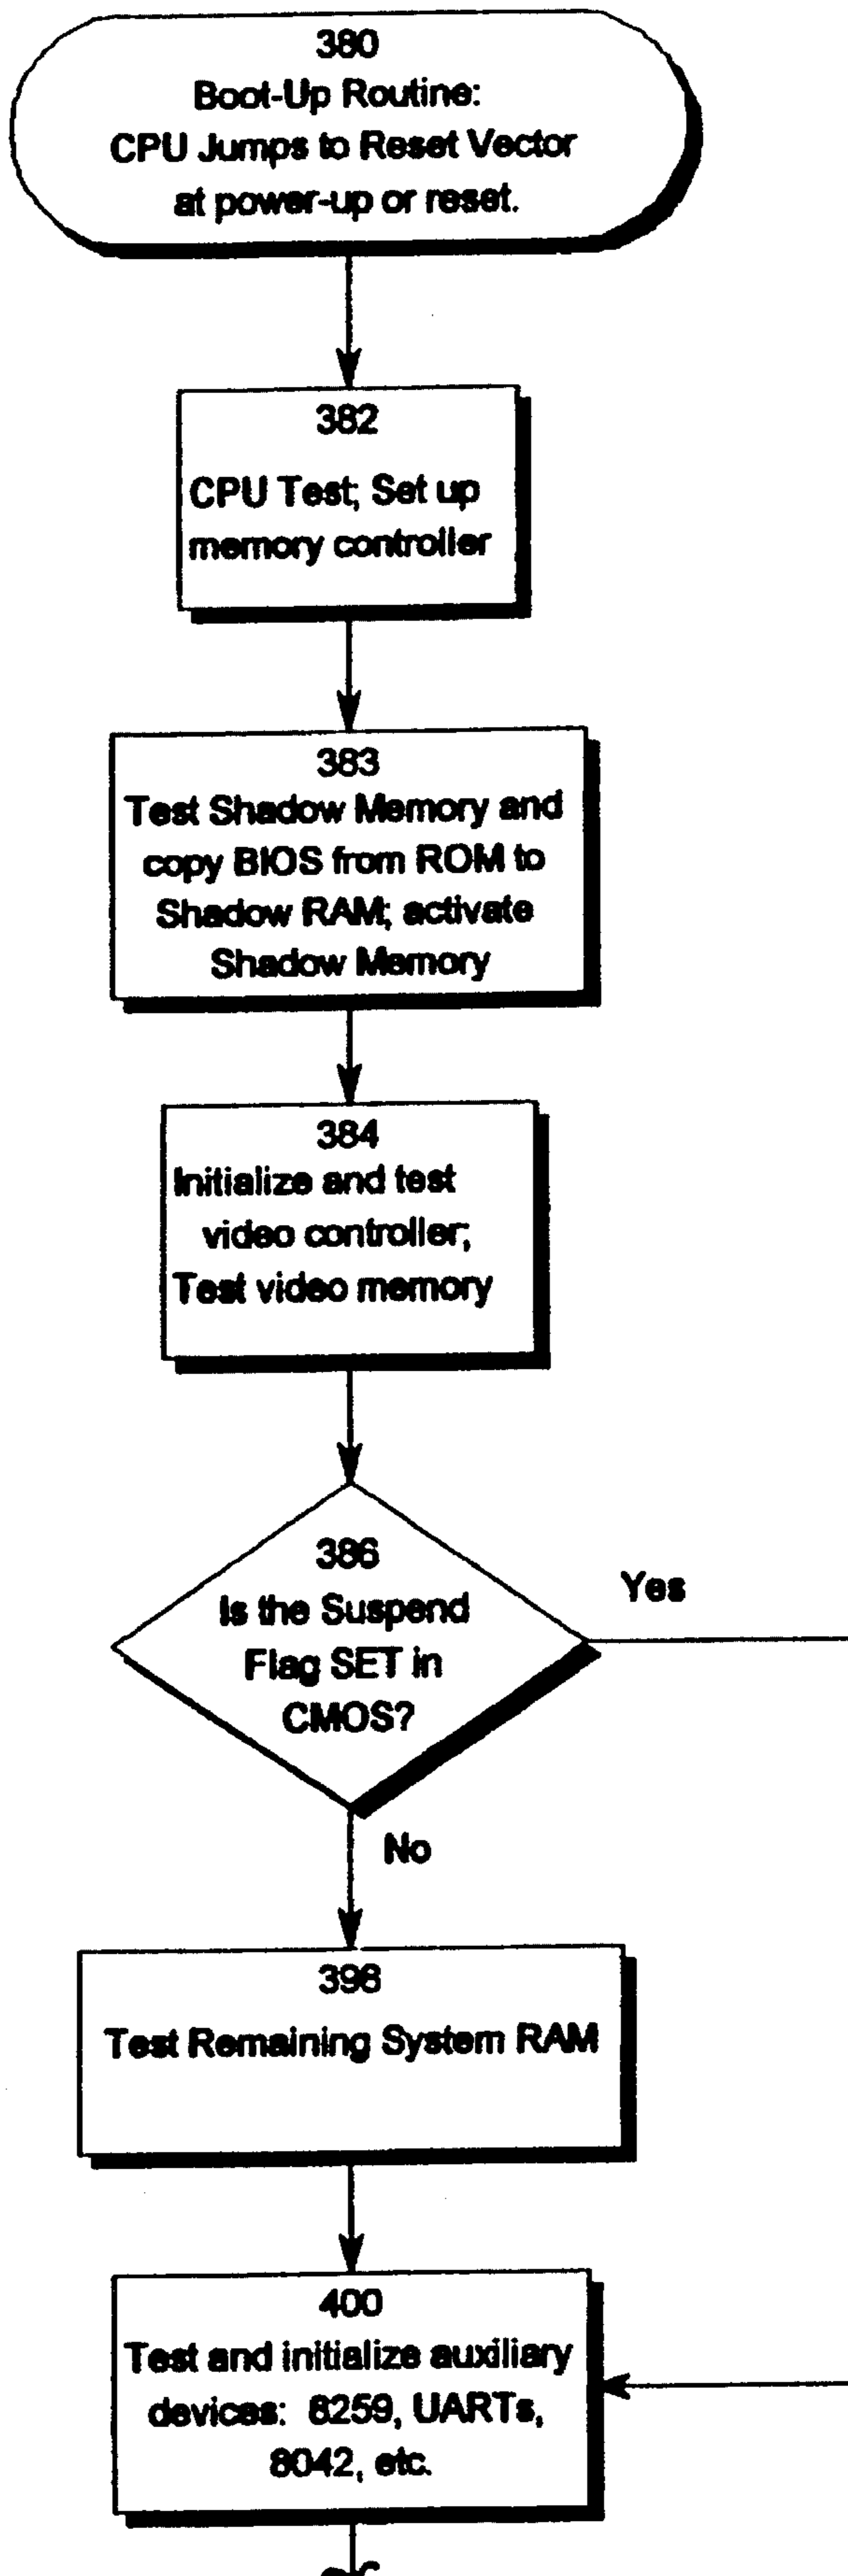 380
Boot-Up Routine:
CPU Jumps to Reset Vector
at power-up or reset.
382
CPU Test; Set up
memory controller
383
Test Shadow Memory and
copy BIOS from ROM to
Shadow RAM; activate
Shadow Memory
384
Initialize and test
video controller;
Test video memory
386
Is the Suspend
Flag SET in
CMOS?
Yes
No
398
Test Remaining System RAM
400
Test and initialize auxiliary
devices: 8259, UARTs,
8042, etc.